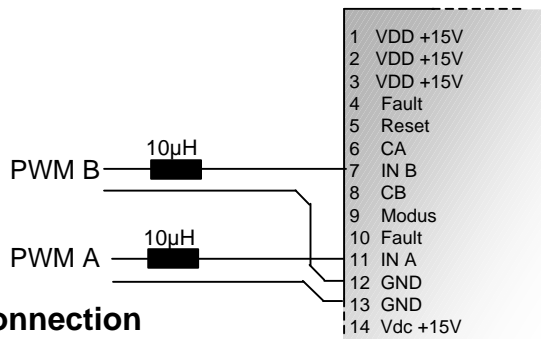 1 VDD +15V
2 VDD +15V
3 VDD +15V
4 Fault
5 Reset
10µH
6 CA
PWM B
7 IN B
8 CB
9 Modus
10µH
10 Fault
PWM A
11 IN A
12 GND
13 GND
onnection
14 Vdc +15V